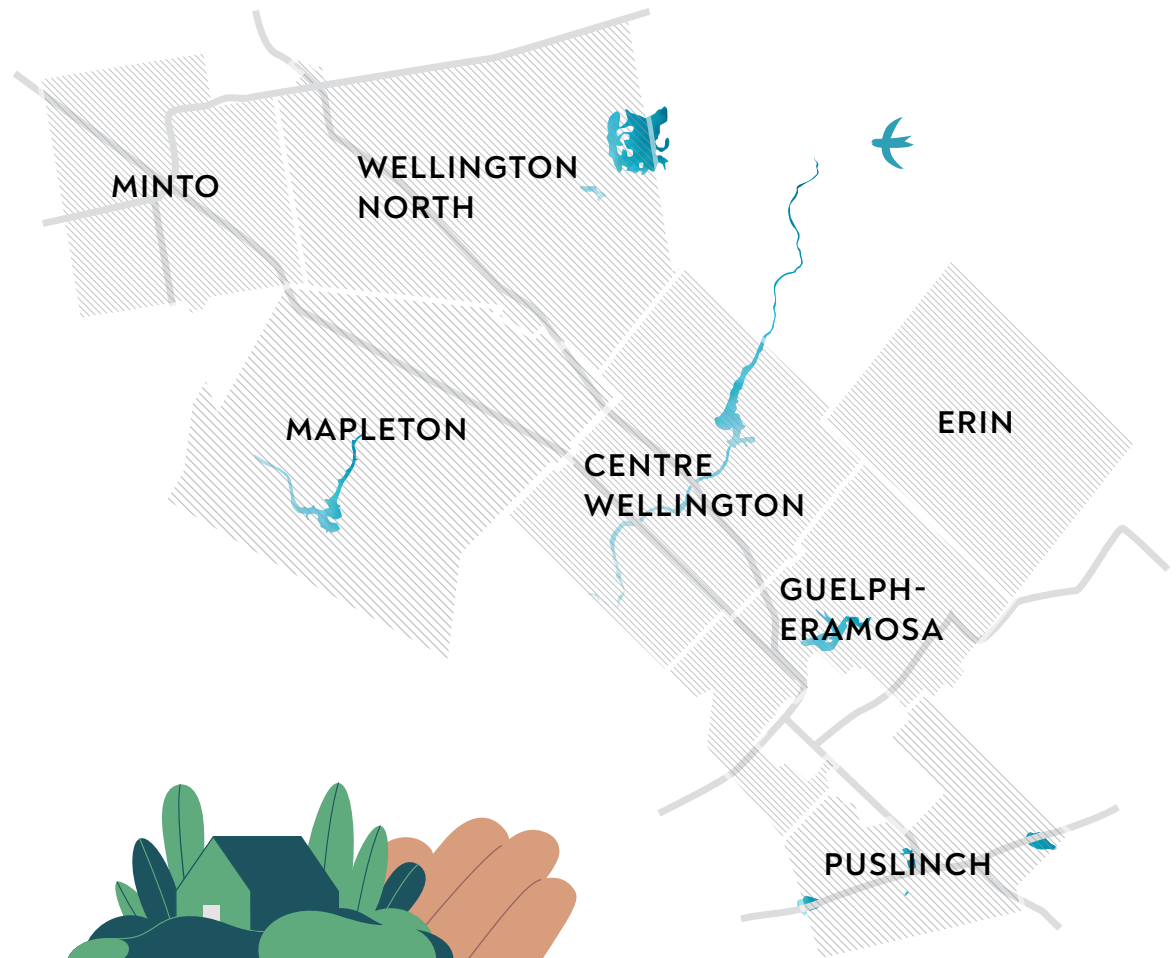 MINTO
WELLINGTON
NORTH
MAPLETON
ERIN
CENTRE
WELLINGTON
GUELPH-
ERAMOSA
PUSLINCH